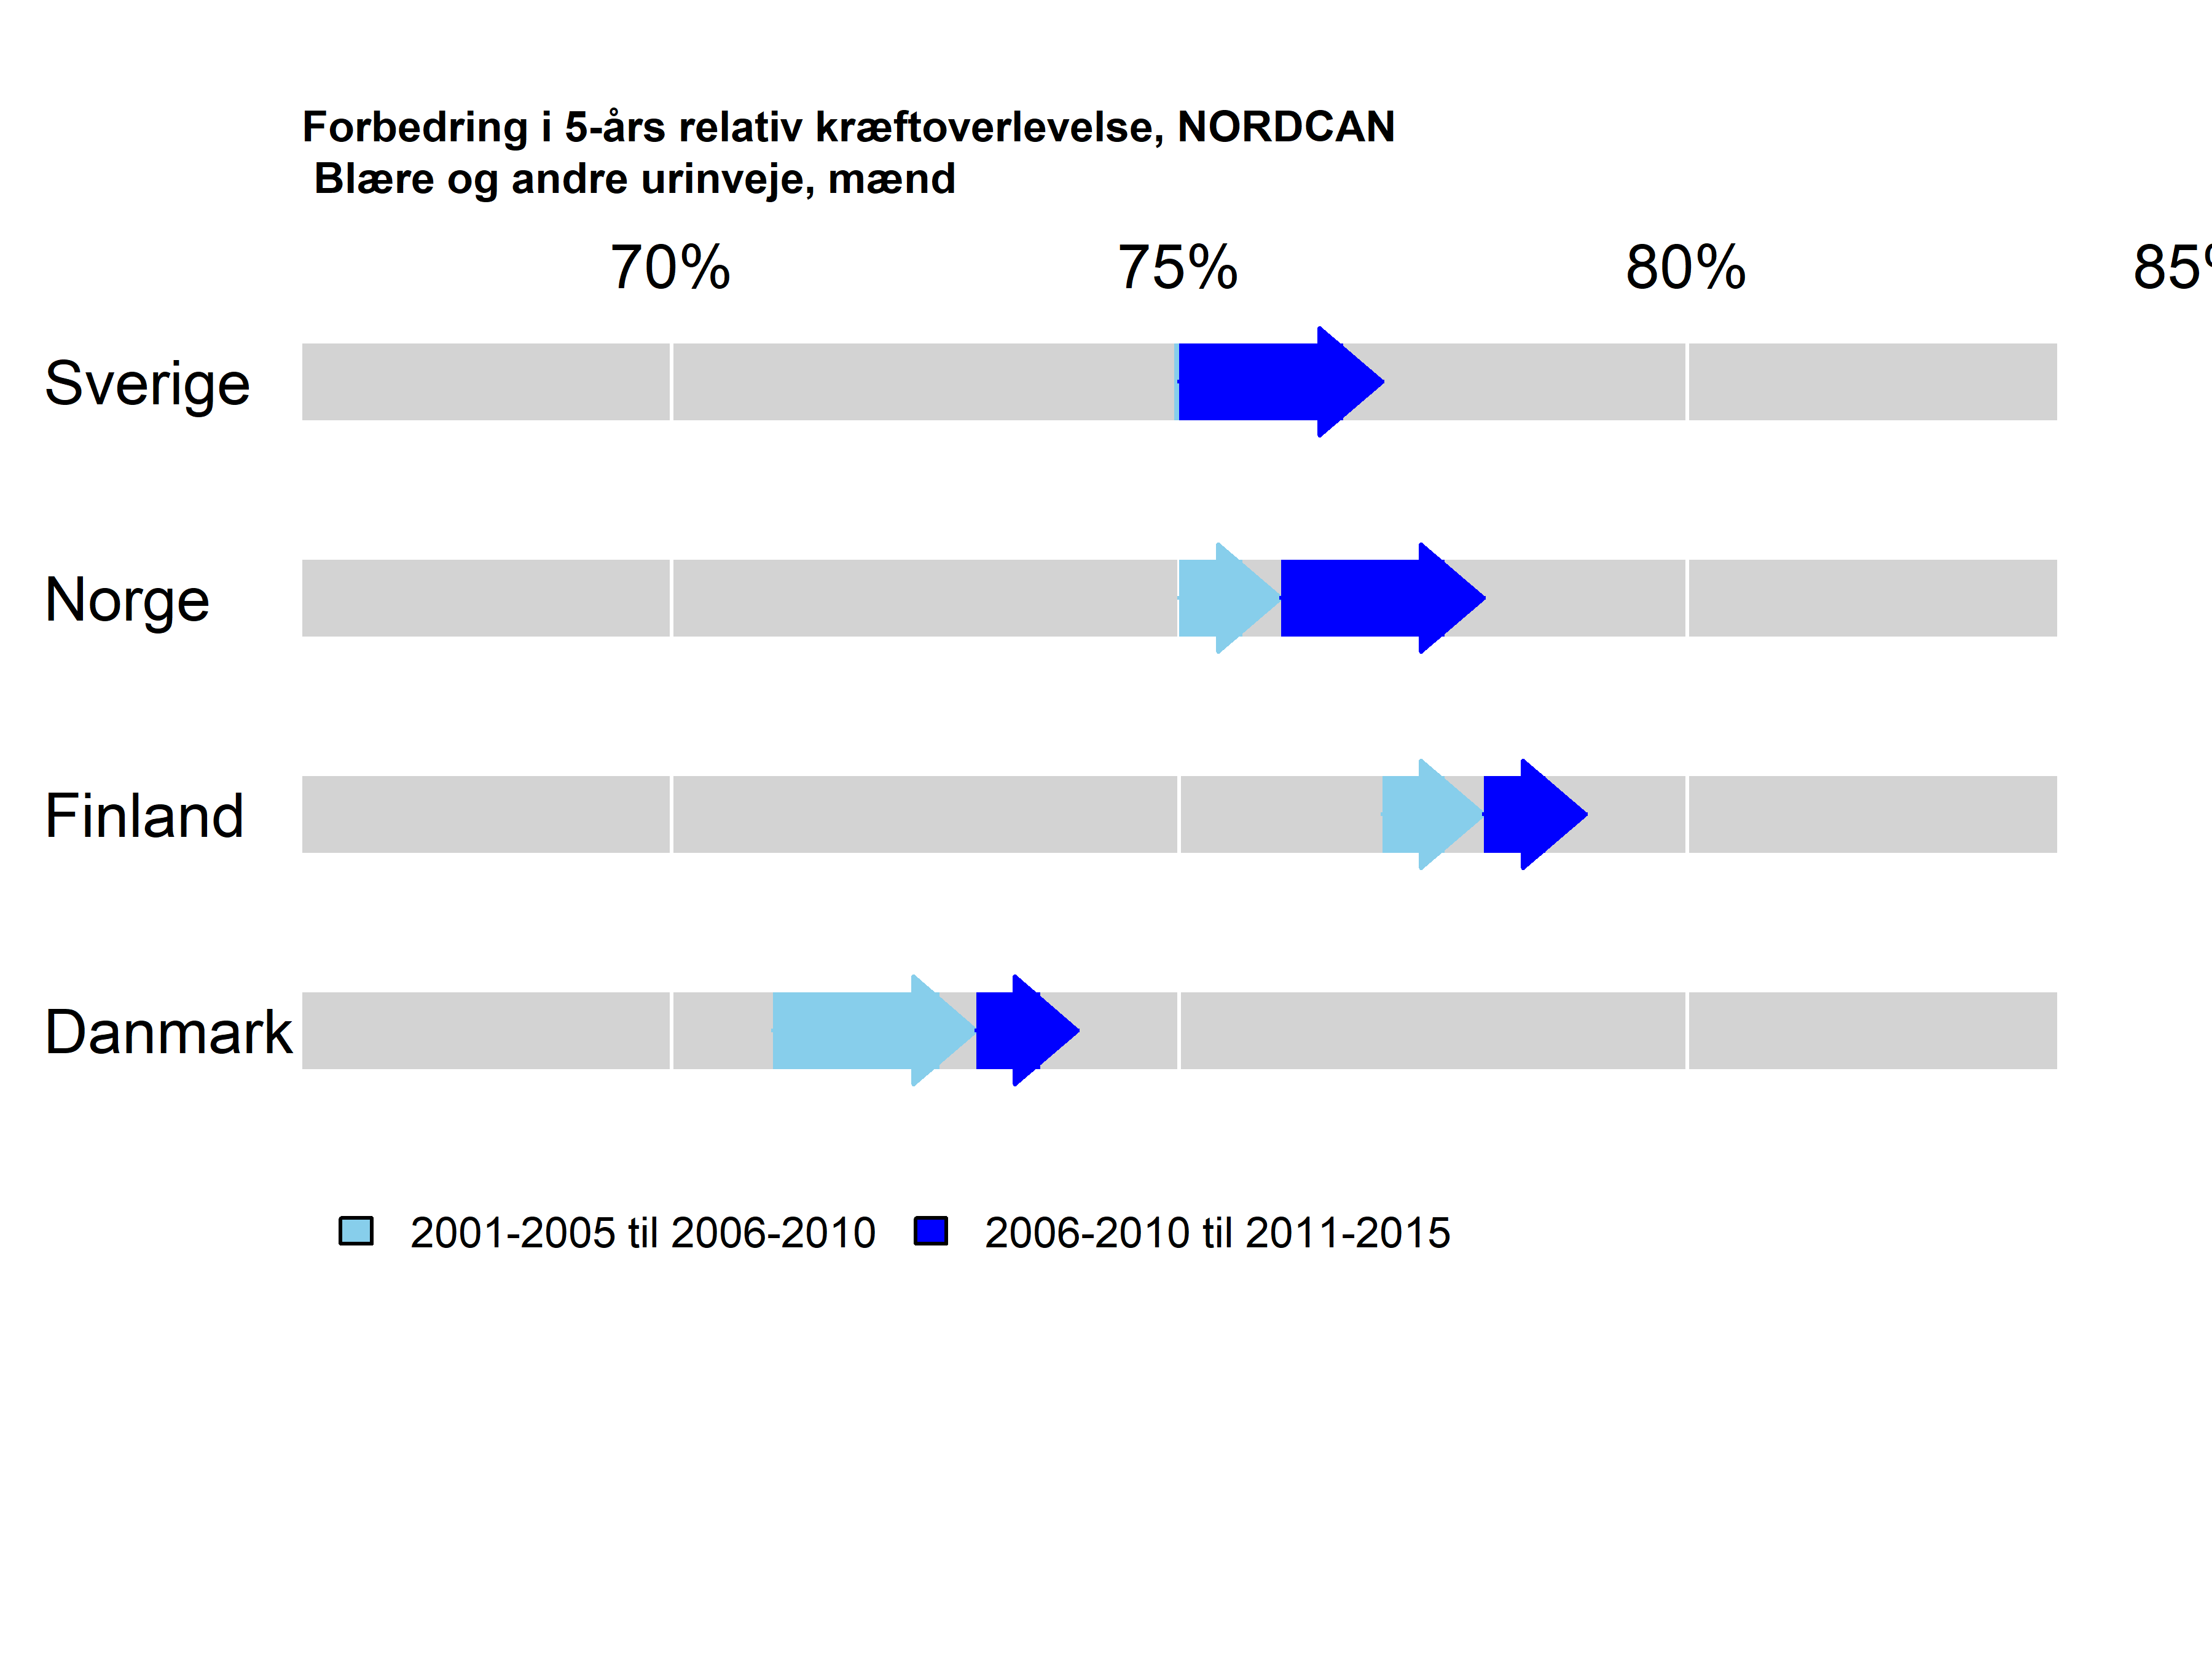 Forbedring i 5-års relativ kræftoverlevelse, NORDCAN
Blære og andre urinveje, mænd
70% 75% 80% 85
Sverige
Norge
Finland
Danmark
2001-2005 til 2006-2010 2006-2010 til 2011-2015